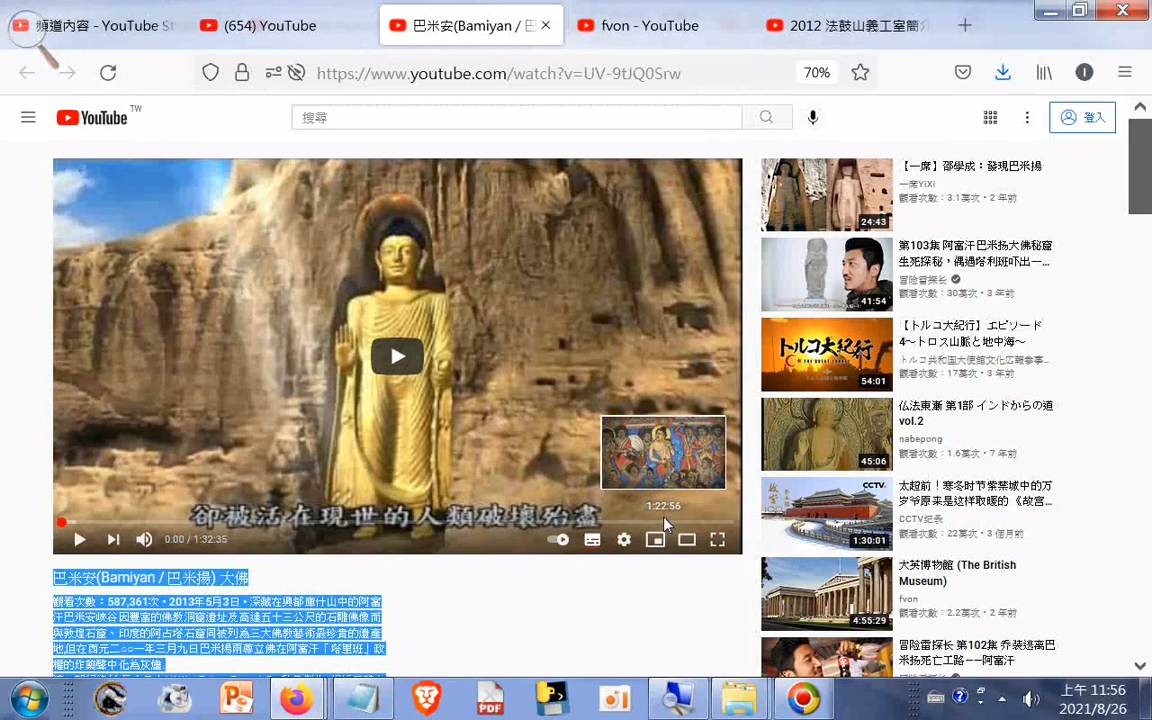 頻道內容 - YouTube St
(654) YouTube
巴米安(Bamiyan / 巴
fvon - YouTube
2012 法鼓山義工室簡介
https://www.youtube.com/watch?v=UV-9tJQ0Srw
70%
YouTube TW
搜尋
登入
卻被活在現世的人類破壞殆盡
1:22:56
0:00 / 1:32:35
巴米安(Bamiyan / 巴米揚) 大佛
觀看次數：587,361次 • 2013年5月3日 • 深藏在興都庫什山中的阿富
汗巴米安峽谷因豐富的佛教洞窟遺址及高達五十三公尺的石雕佛像而
與敦煌石窟、印度的阿占塔石窟同被列為三大佛教藝術最珍貴的遺產
地,但在西元二○○一年三月九日巴米揚兩尊立佛在阿富汗「塔里班」政
權的炸藥聲中化為灰燼.
【一席】邵學成：發現巴米揚
一席YiXi
觀看次數：3.1萬次 • 2 年前
24:43
第103集 阿富汗巴米扬大佛秘窟
生死探秘，偶遇塔利班吓出一...
冒险雷探长
觀看次數：30萬次 • 3 年前
41:54
【トルコ大紀行】エピソード
4〜トロス山脈と地中海〜
トルコ共和国大使館文化広報参事...
觀看次數：17萬次 • 3 年前
トルコ大紀行
54:01
仏法東漸 第1部 インドからの道
vol.2
nabepong
觀看次數：1.6萬次 • 7 年前
45:06
太超前！寒冬时节紫禁城中的万
岁爷原来是这样取暖的 《故宫...
CCTV纪录
觀看次數：22萬次 • 3 個月前
CCTV
1:30:01
大英博物館 (The British
Museum)
fvon
觀看次數：2.2萬次 • 2 年前
4:55:29
冒险雷探长 第102集 乔装逃离巴
米扬死亡工路——阿富汗
PDF
上午 11:56
2021/8/26